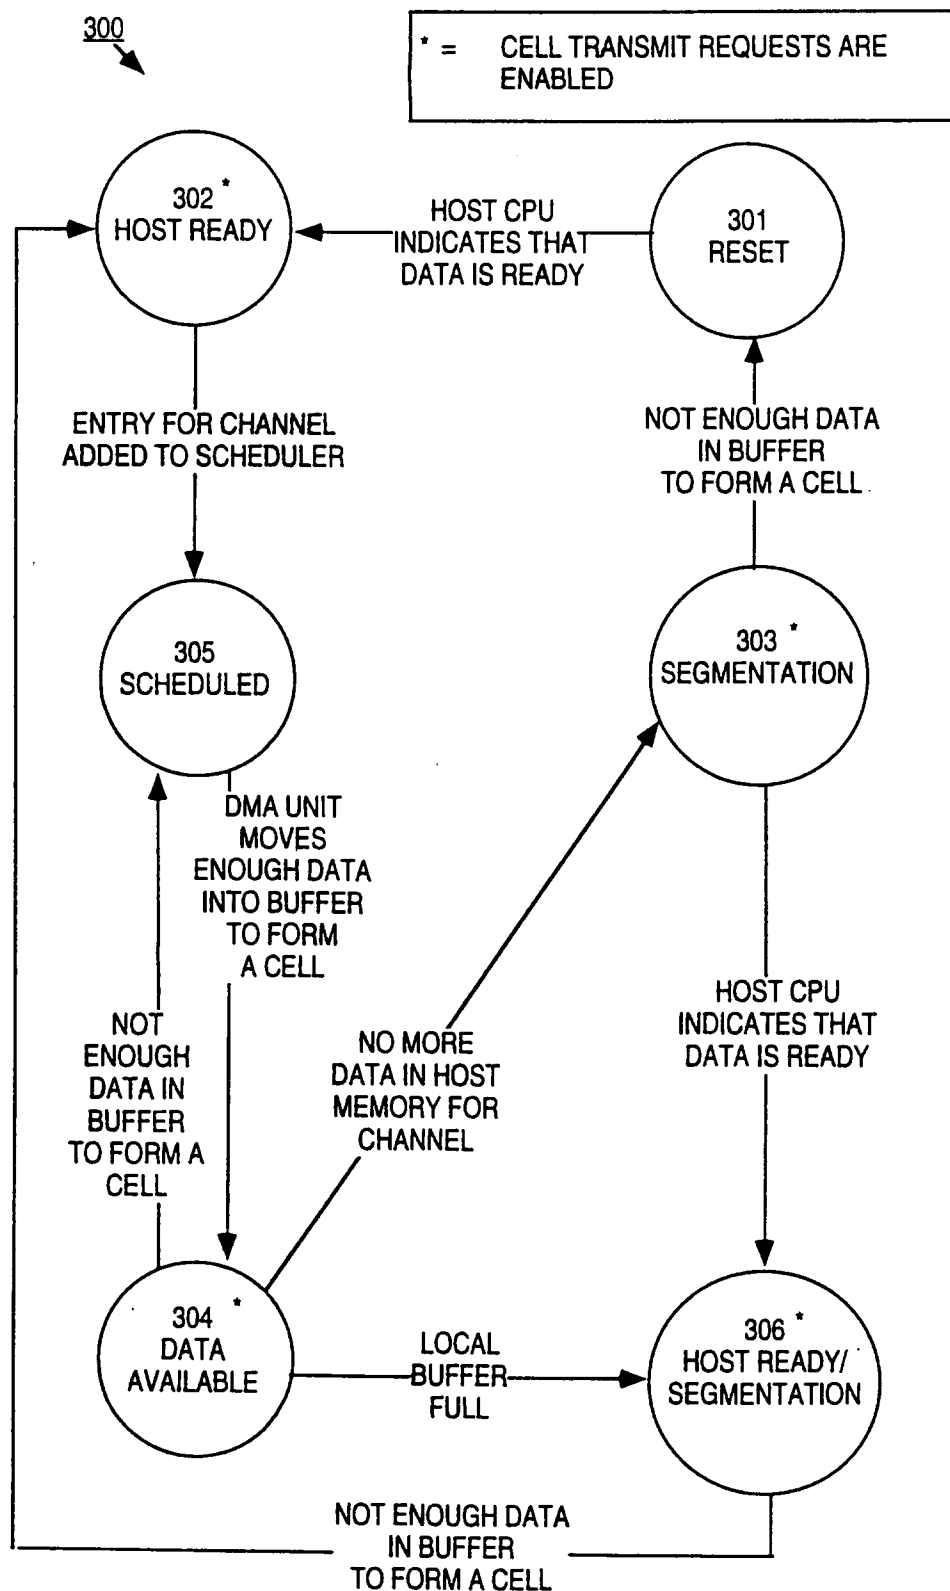 300
* = CELL TRANSMIT REQUESTS ARE
ENABLED
302 *
HOST READY
HOST CPU
INDICATES THAT
DATA IS READY
301
RESET
ENTRY FOR CHANNEL
ADDED TO SCHEDULER
NOT ENOUGH DATA
IN BUFFER
TO FORM A CELL
305
SCHEDULED
303 *
SEGMENTATION
DMA UNIT
MOVES
ENOUGH DATA
INTO BUFFER
TO FORM
A CELL
NOT
ENOUGH
DATA IN
BUFFER
TO FORM A
CELL
NO MORE
DATA IN HOST
MEMORY FOR
CHANNEL
HOST CPU
INDICATES THAT
DATA IS READY
304 *
DATA
AVAILABLE
LOCAL
BUFFER
FULL
306 *
HOST READY/
SEGMENTATION
NOT ENOUGH DATA
IN BUFFER
TO FORM A CELL